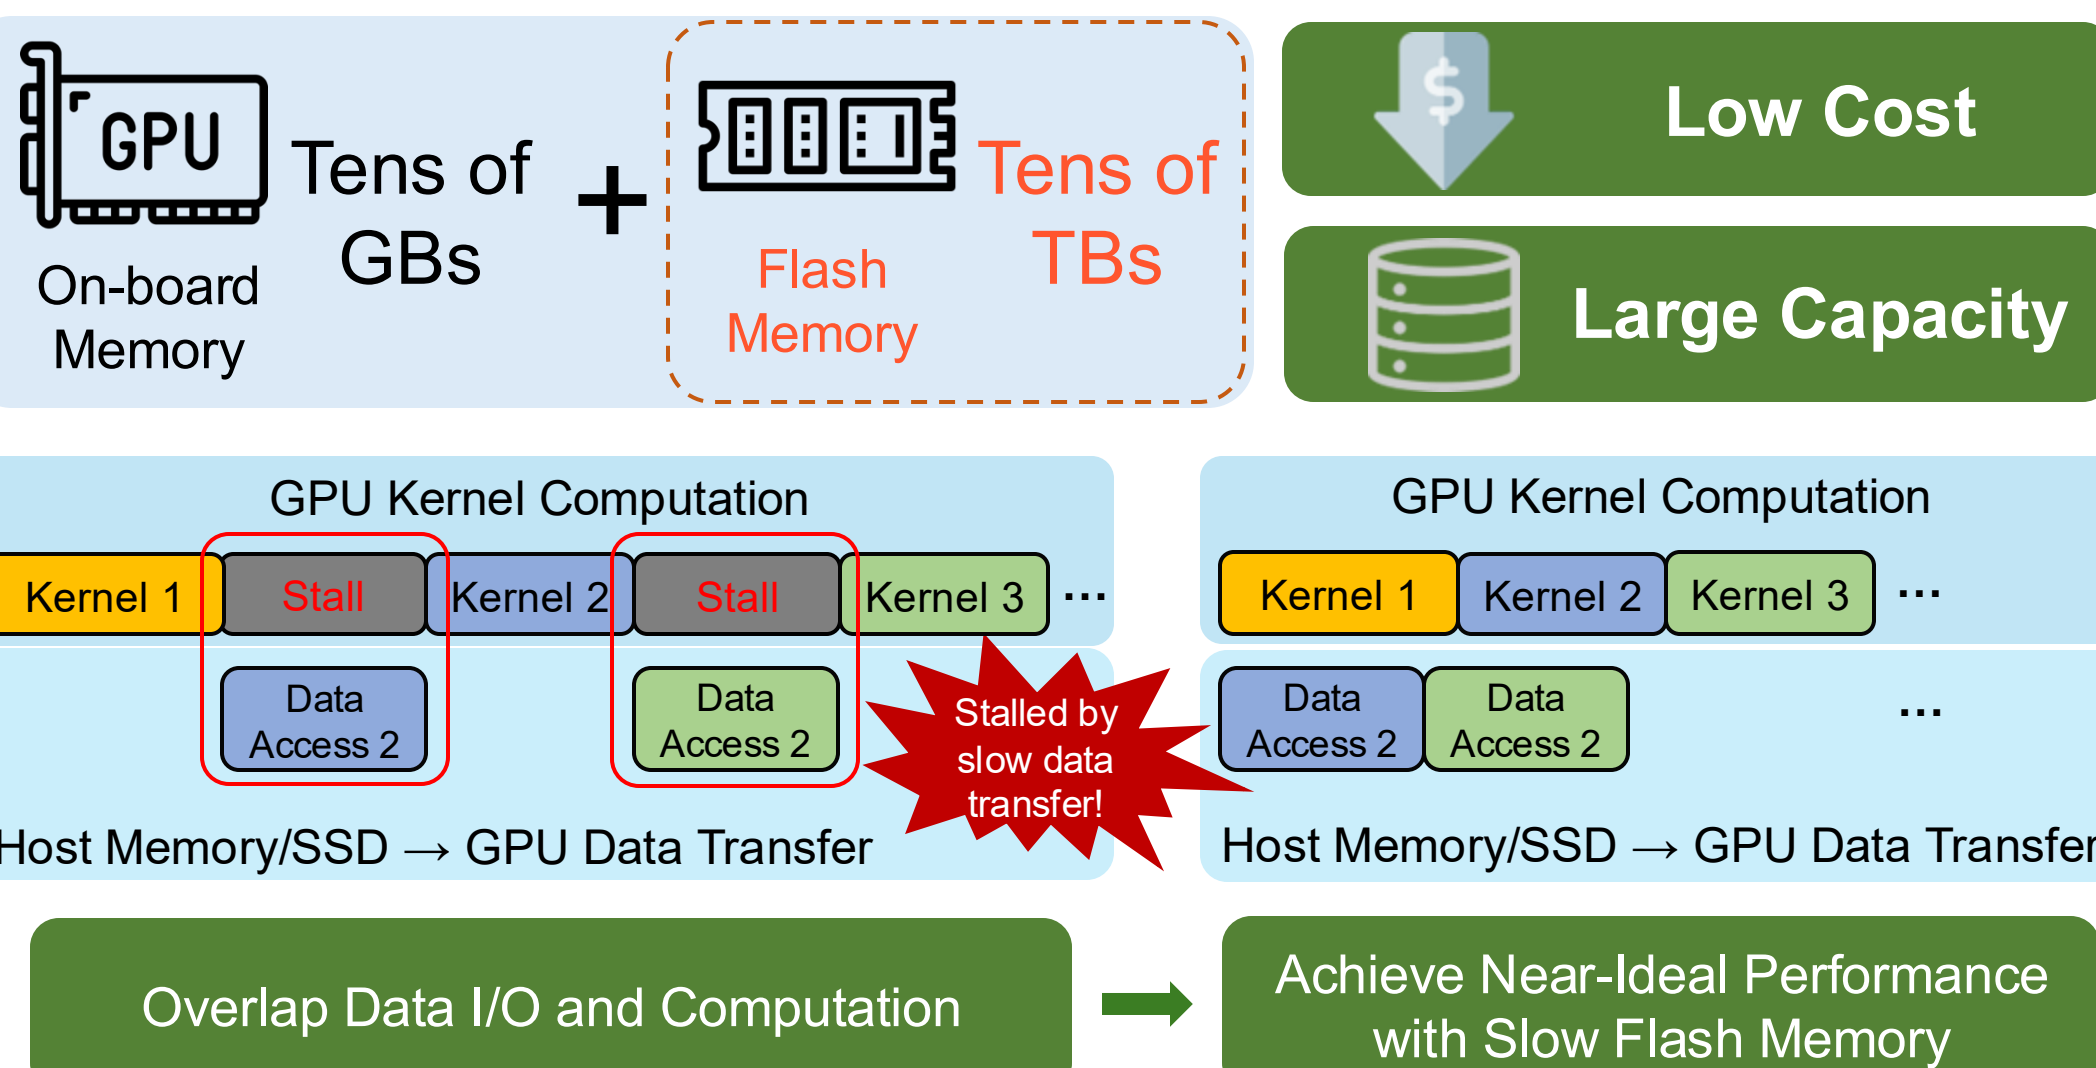 GPU
On-board
Memory
Tens of
GBs
+
Flash
Memory
Tens of
TBs
$
Low Cost
Large Capacity
GPU Kernel Computation
Kernel 1
Stall
Kernel 2
Stall
Kernel 3
...
Data
Access 2
Data
Access 2
Stalled by
slow data
transfer!
Host Memory/SSD → GPU Data Transfer
GPU Kernel Computation
Kernel 1
Kernel 2
Kernel 3
...
Data
Access 2
Data
Access 2
...
Host Memory/SSD → GPU Data Transfer
Overlap Data I/O and Computation
Achieve Near-Ideal Performance
with Slow Flash Memory